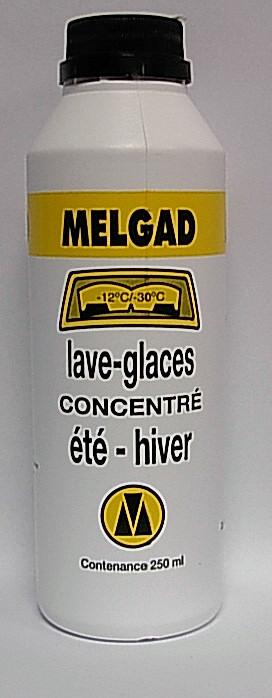 MELGAD
-12°C/-30°C
lave-glaces
CONCENTRÉ
été - hiver
M
Contenance 250 ml